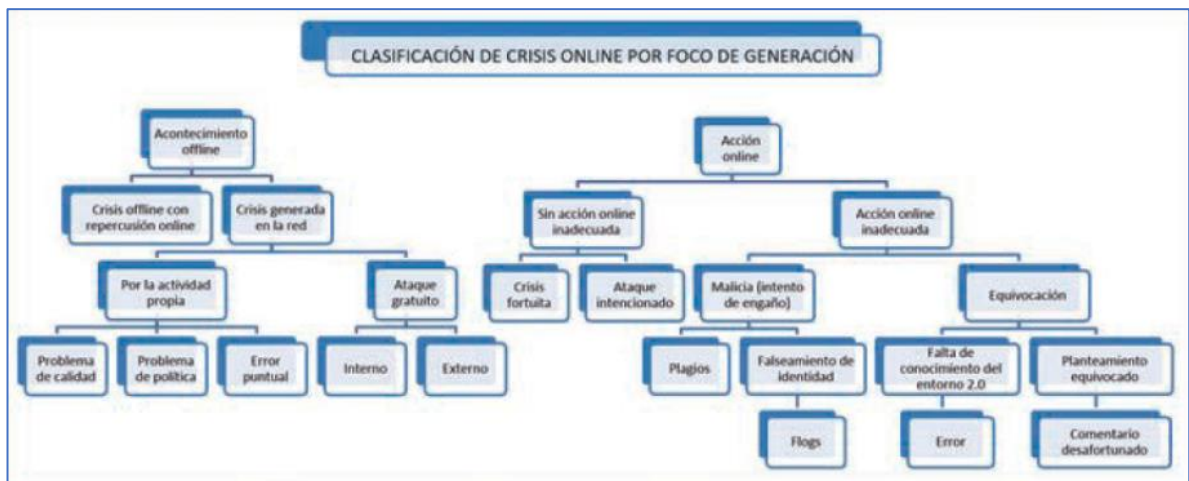 CLASIFICACIÓN DE CRISIS ONLINE POR FOCO DE GENERACIÓN
Acontecimiento
offline
Acción
online
Crisis offline con
repercusión online
Crisis generada
en la red
Sin acción online
inadecuada
Acción online
inadecuada
Por la actividad
propia
Ataque
gratuito
Crisis
fortuita
Ataque
intencionado
Malicia (intento
de engaño)
Equivocación
Problema
de calidad
Problema
de política
Error
puntual
Interno
Externo
Plagios
Falseamiento de
identidad
Falta de
conocimiento del
entorno 2.0
Planteamiento
equivocado
Flogs
Error
Comentario
desafortunado